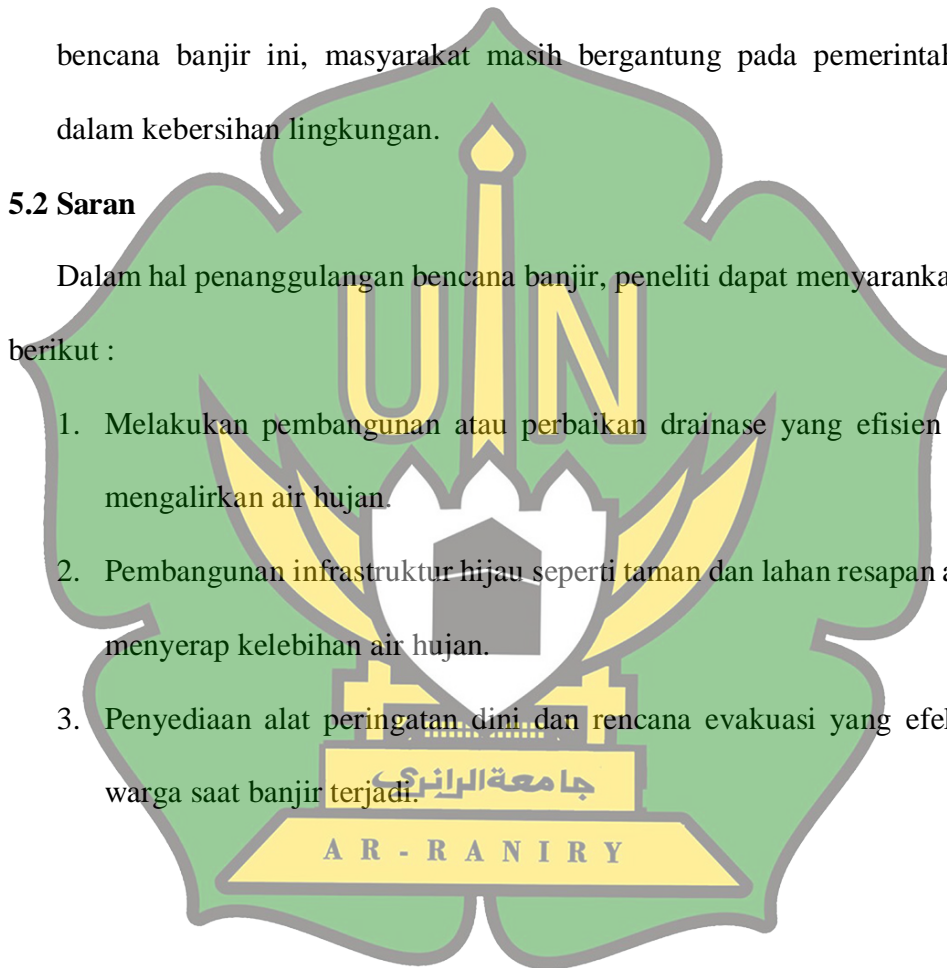 bencana banjir ini, masyarakat masih bergantung pada
dalam kebersihan lingkungan.
5.2 Saran
Dalam hal penanggulangan bencana banjir, peneliti dapat
berikut :
UIN
1. Melakukan pembangunan atau perbaikan drainase yang efisien
mengalirkan air hujan.
2. Pembangunan infrastruktur hijau seperti taman dan lahan resapan
menyerap kelebihan air hujan.
3. Penyediaan alat peringatan dini dan rencana evakuasi yang
warga saat banjir terjadi.
جامعة الرانري
AR-RANIRY